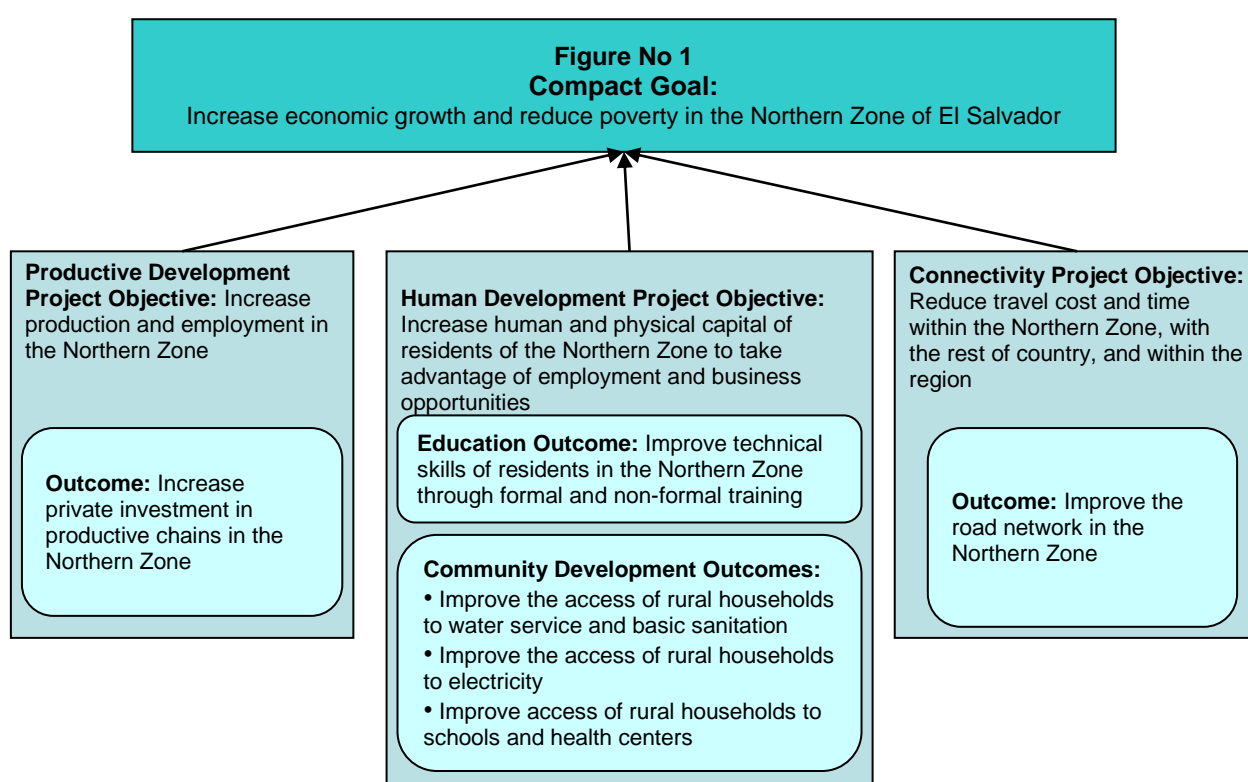 Figure No 1
Compact Goal:
Increase economic growth and reduce poverty in the Northern Zone of El Salvador
Productive Development
Project Objective: Increase
production and employment in
the Northern Zone
Outcome: Increase
private investment in
productive chains in the
Northern Zone
Human Development Project Objective:
Increase human and physical capital of
residents of the Northern Zone to take
advantage of employment and business
opportunities
Education Outcome: Improve technical
skills of residents in the Northern Zone
through formal and non-formal training
Community Development Outcomes:
• Improve the access of rural households
to water service and basic sanitation
• Improve the access of rural households
to electricity
• Improve access of rural households to
schools and health centers
Connectivity Project Objective:
Reduce travel cost and time
within the Northern Zone, with
the rest of country, and within the
region
Outcome: Improve the
road network in the
Northern Zone